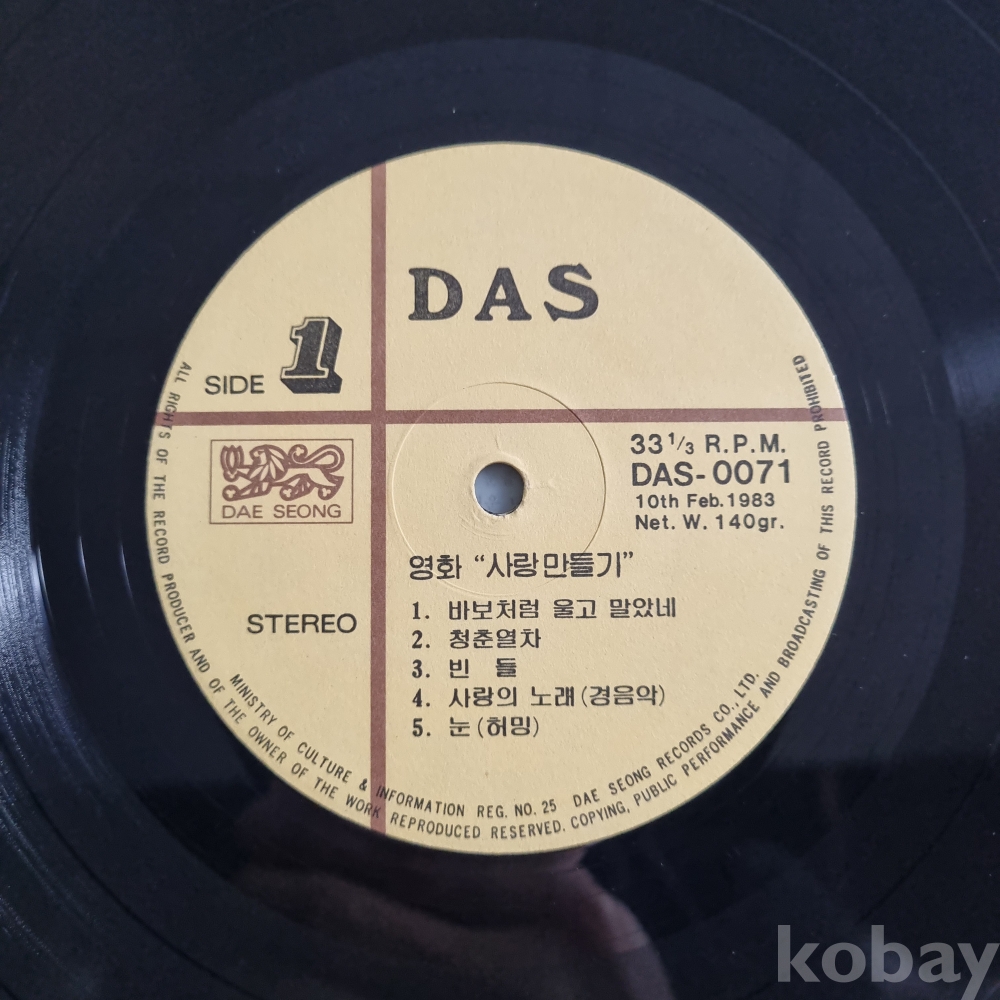 DAS
SIDE 1
DAE SEONG
STEREO
33 1/3 R.P.M.
DAS-0071
10th Feb. 1983
Net. W. 140gr.
영화 "사랑만들기"
1. 바보처럼 울고 말았네
2. 청춘열차
3. 빈 들
4. 사랑의 노래(경음악)
5. 눈(허밍)
ALL RIGHTS OF THE RECORD PRODUCER AND OF THE OWNER OF THE WORK REPRODUCED RESERVED. COPYING, PUBLIC PERFORMANCE AND BROADCASTING OF THIS RECORD PROHIBITED
MINISTRY OF CULTURE & INFORMATION REG. NO. 25 DAE SEONG RECORDS CO., LTD.
kobay